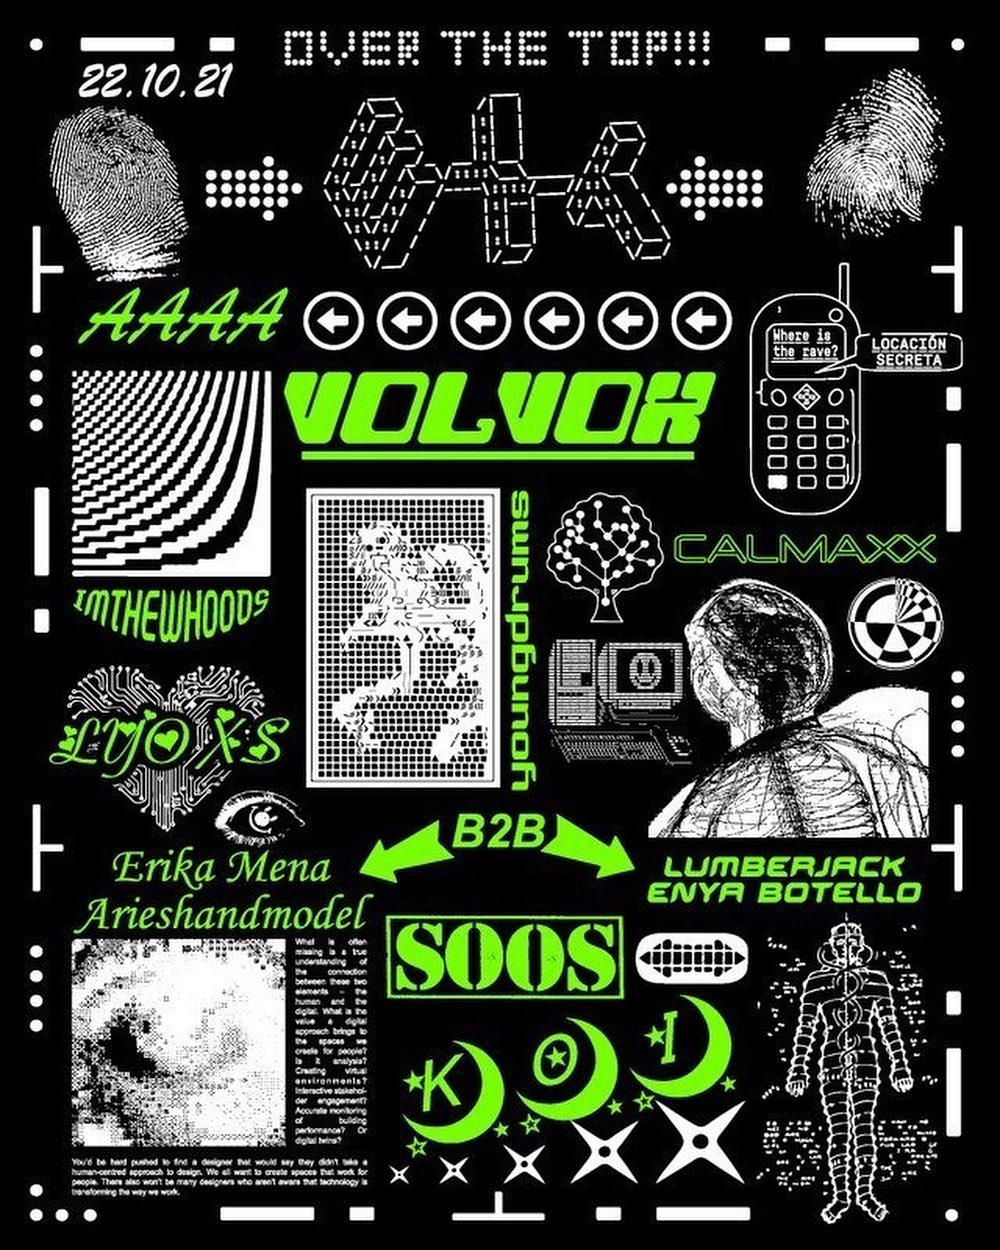 OVER THE TOP!!!
22.10.21
AAAA
Where is
the rave?
LOCACIÓN
SECRETA
VOLVOX
youngdrums
CALMAXX
IMTHEWHOODS
LYO XS
B2B
Erika Mena
Arieshandmodel
LUMBERJACK
ENYA BOTELLO
SOOS
What is often
missing is a true
understanding of
the connection
between these two
elements – the
human and the
digital. What is the
value a digital
approach brings to
the spaces we
create for people?
Is it analysis?
Creating virtual
environments?
Interactive stakehol-
der engagement?
Accurate monitoring
of building
performance? Or
digital twins?
KOI
You'd be hard pushed to find a designer that would say they didn't take a
human-centred approach to design. We all want to create spaces that work for
people. There also won't be many designers who aren't aware that technology is
transforming the way we work.